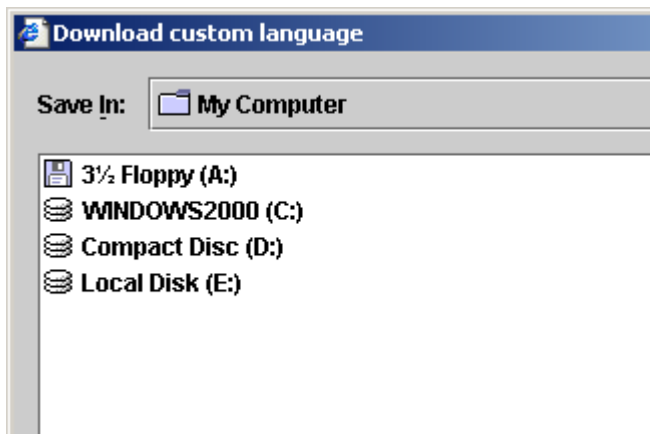 Download custom language
Save In: My Computer
3½ Floppy (A:)
WINDOWS2000 (C:)
Compact Disc (D:)
Local Disk (E:)